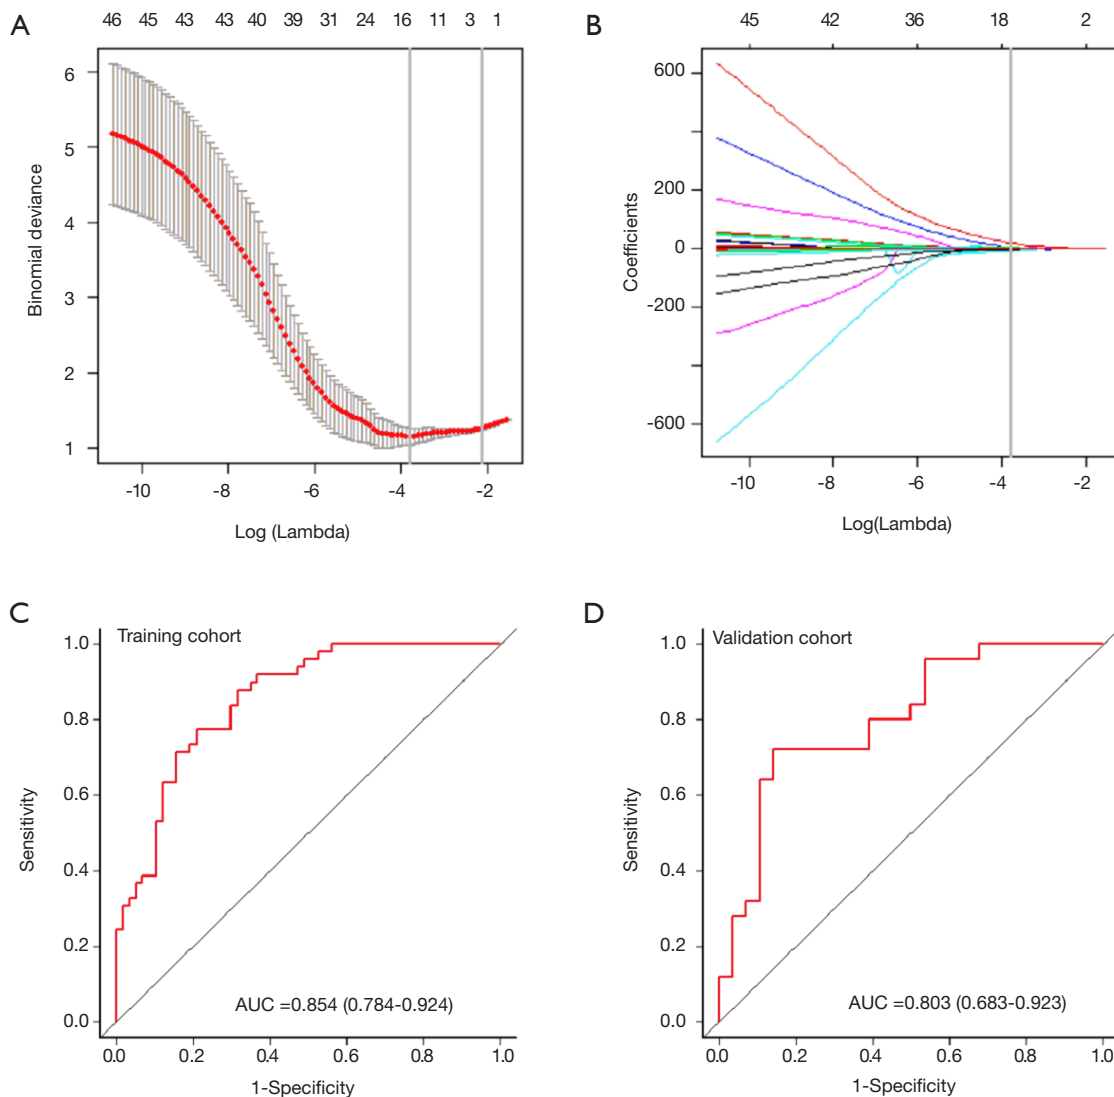 A
46 45 43 43 40 39 31 24 16 11 3 1
6
5
4
3
2
1
Binomial deviance
-10 -8 -6 -4 -2
Log (Lambda)
B
45 42 36 18 2
600
200
0
-200
-600
Coefficients
-10 -8 -6 -4 -2
Log(Lambda)
C
Training cohort
1.0
0.8
0.6
0.4
0.2
0.0
Sensitivity
AUC =0.854 (0.784-0.924)
0.0 0.2 0.4 0.6 0.8 1.0
1-Specificity
D
Validation cohort
1.0
0.8
0.6
0.4
0.2
0.0
Sensitivity
AUC =0.803 (0.683-0.923)
0.0 0.2 0.4 0.6 0.8 1.0
1-Specificity